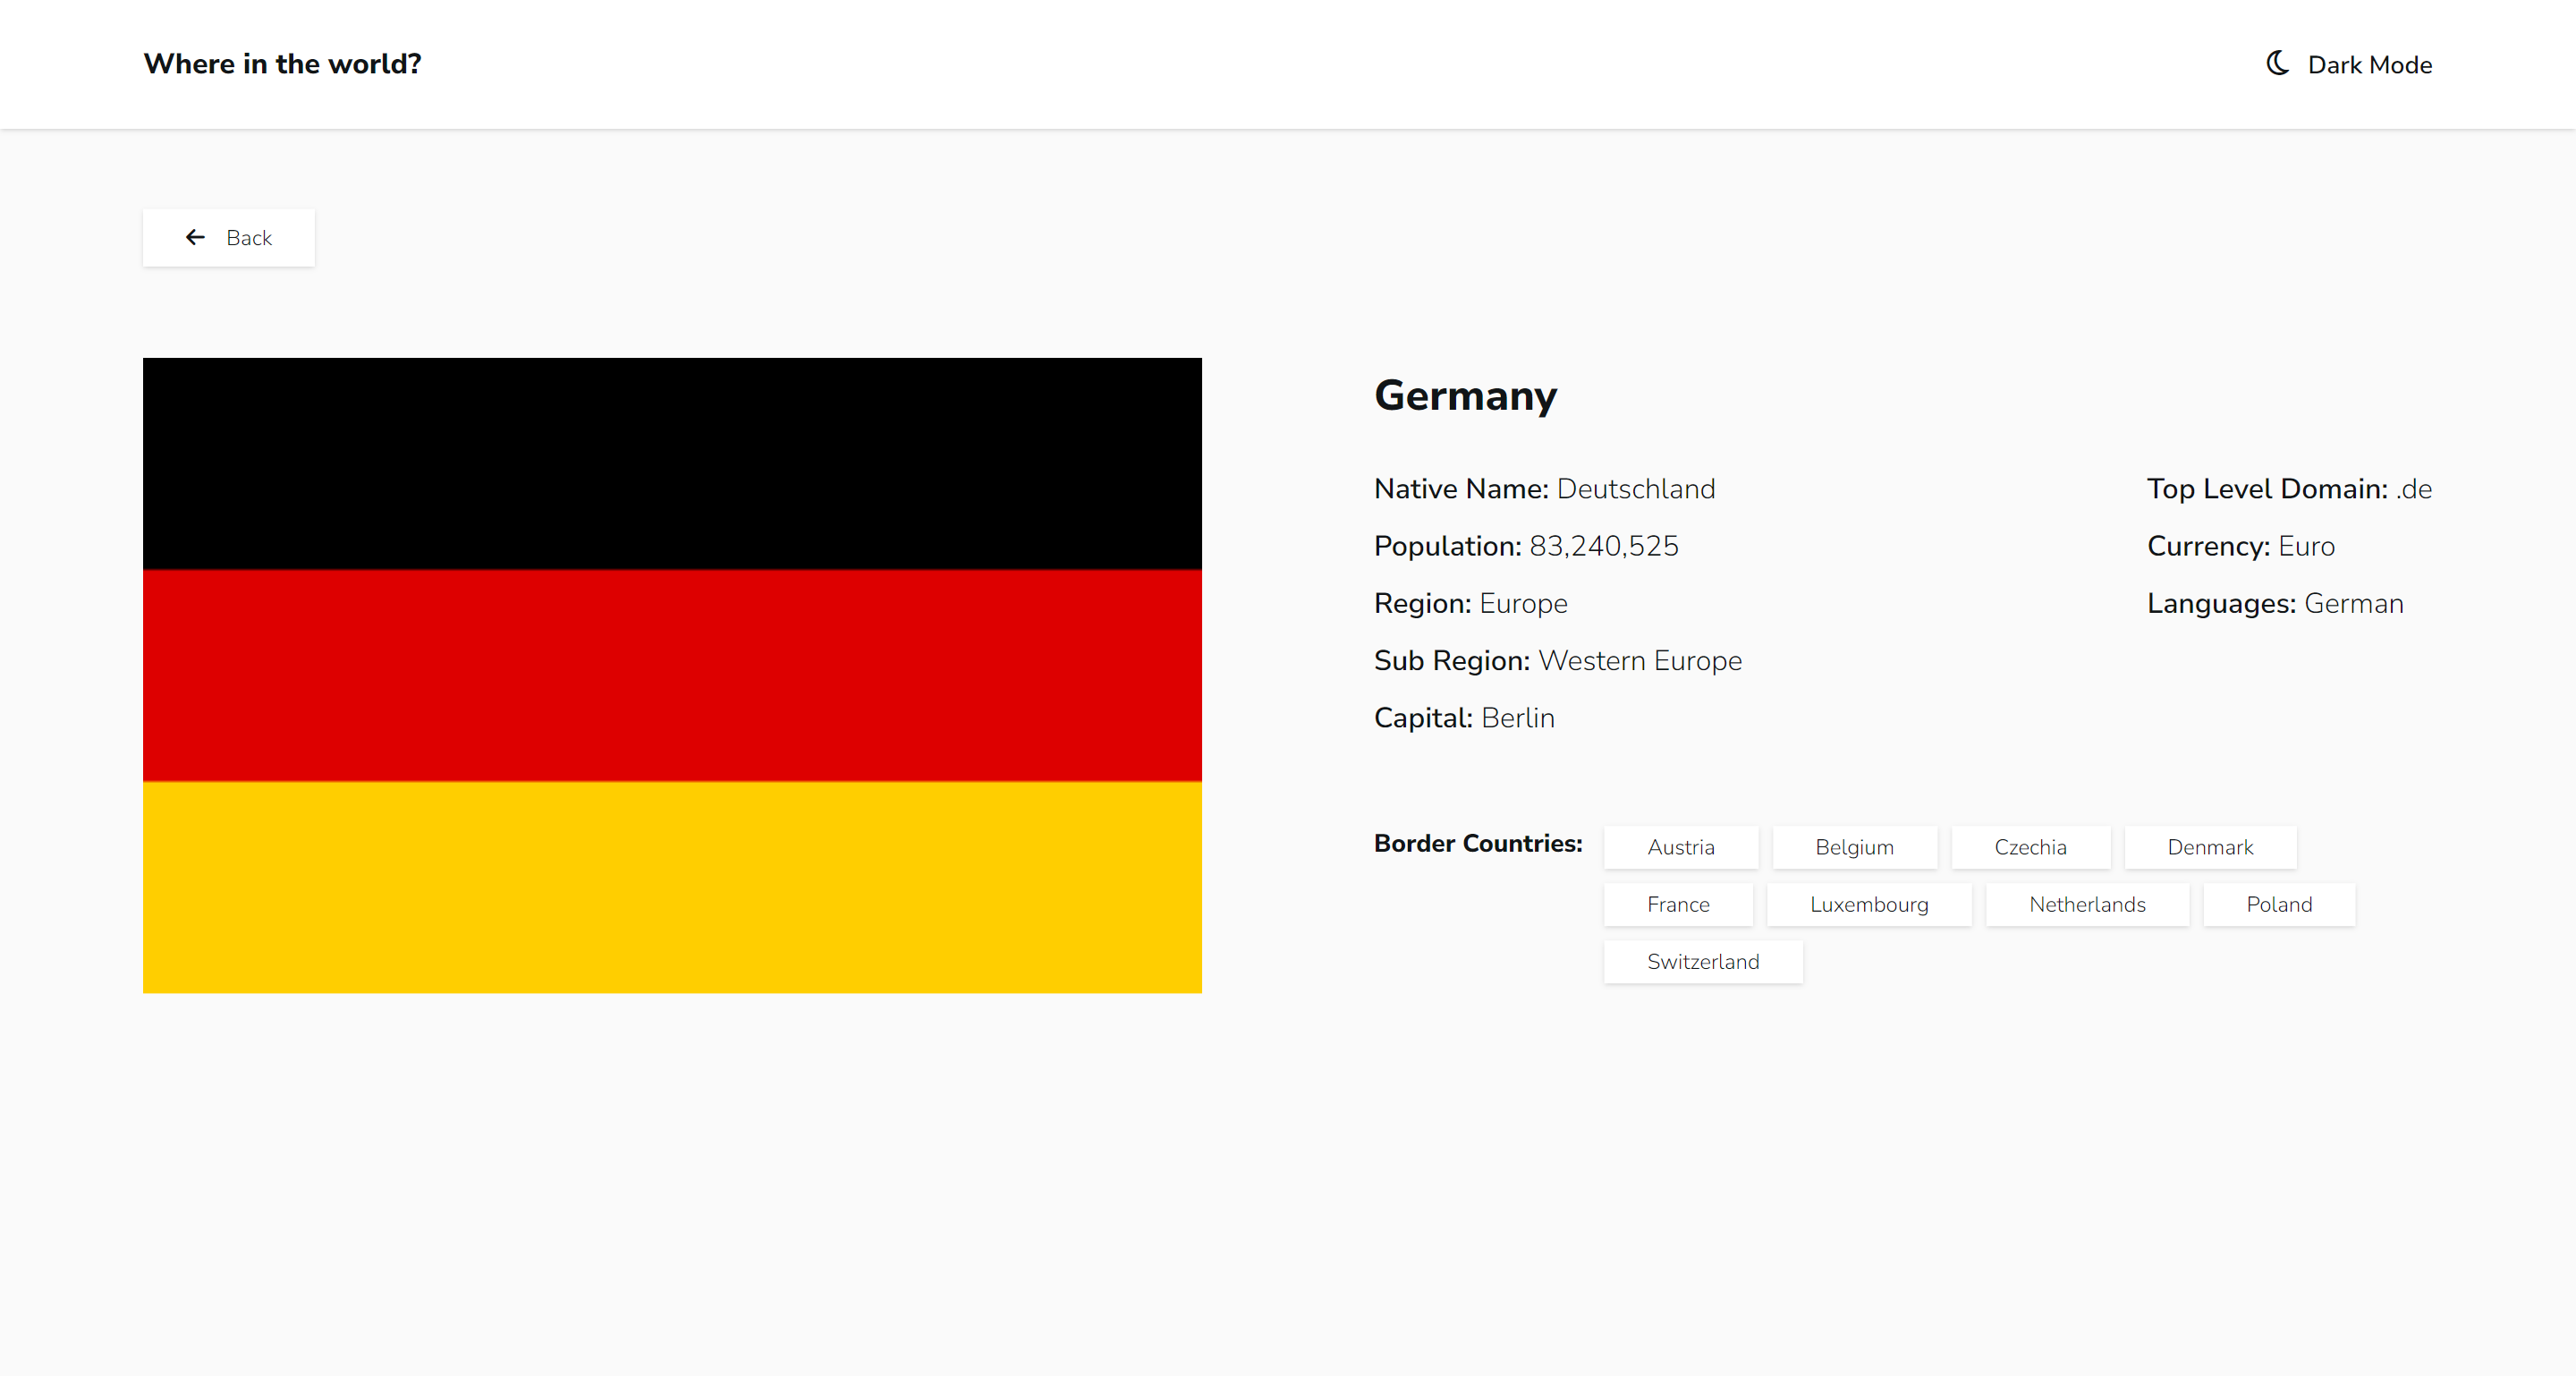 Where in the world?
Dark Mode
Back
Germany
Native Name: Deutschland
Population: 83,240,525
Region: Europe
Sub Region: Western Europe
Capital: Berlin
Top Level Domain: .de
Currency: Euro
Languages: German
Border Countries:
Austria Belgium Czechia Denmark
France Luxembourg Netherlands Poland
Switzerland